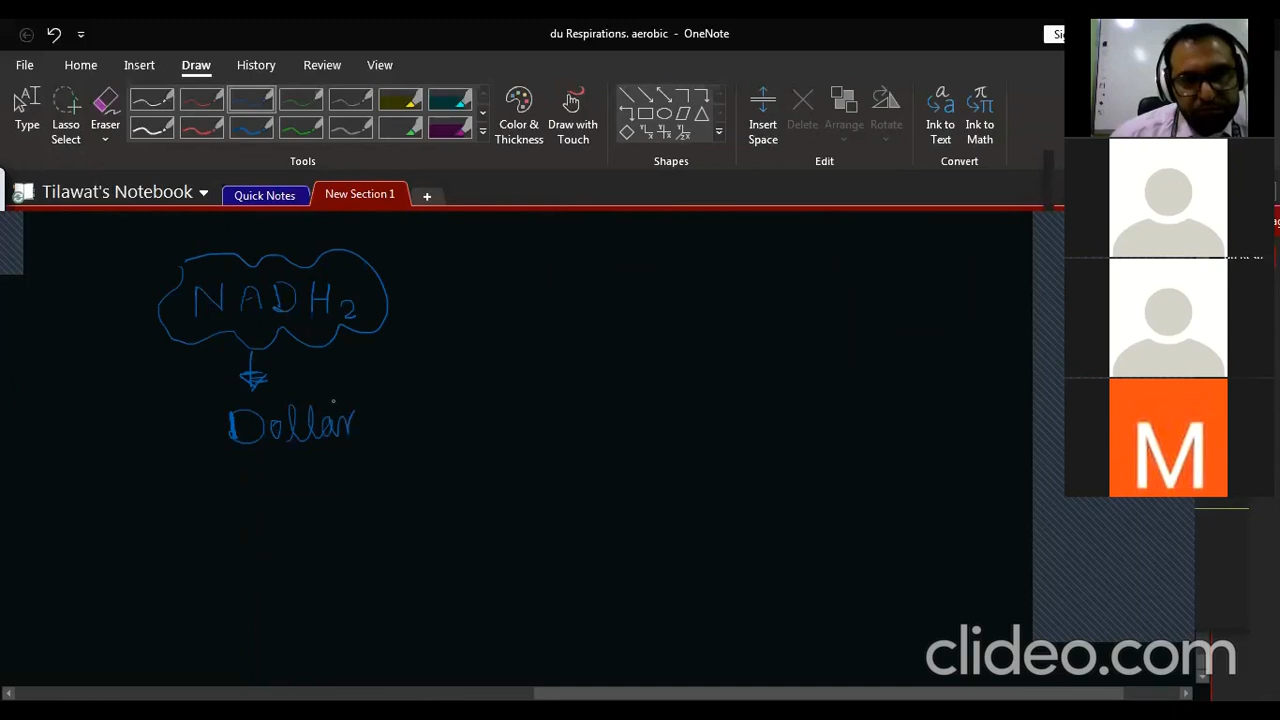 du Respirations. aerobic - OneNote
File Home Insert Draw History Review View
Type
Lasso Select
Eraser
Color & Thickness
Draw with Touch
Insert Space
Delete
Arrange
Rotate
Ink to Text
Ink to Math
Tools
Shapes
Edit
Convert
Tilawat's Notebook
Quick Notes
New Section 1
NADH2
Dollar
M
clideo.com